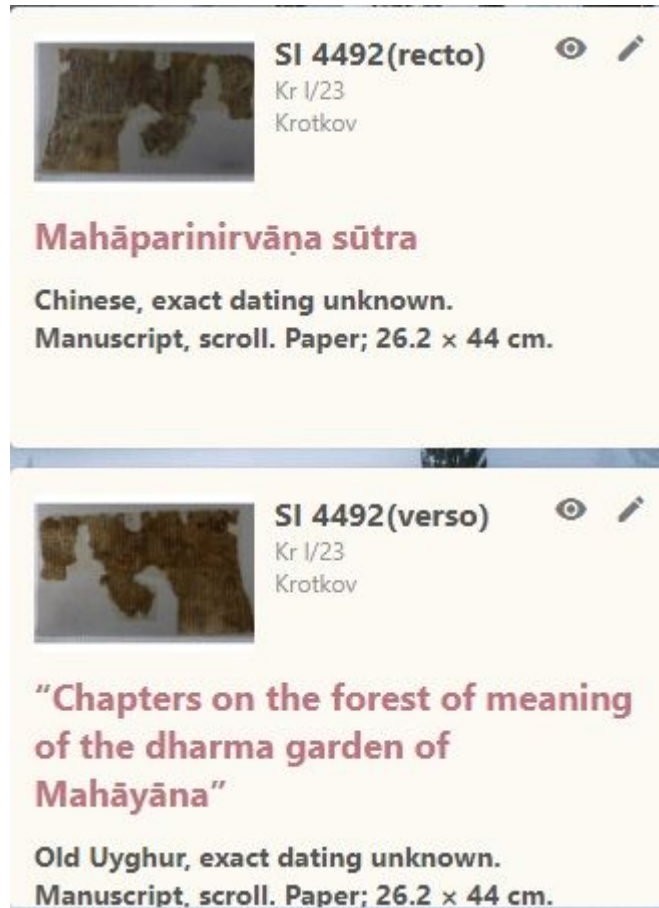 SI 4492(recto)
Kr I/23
Krotkov
Mahāparinirvāṇa sūtra
Chinese, exact dating unknown.
Manuscript, scroll. Paper; 26.2 × 44 cm.
SI 4492(verso)
Kr I/23
Krotkov
“Chapters on the forest of meaning
of the dharma garden of
Mahāyāna”
Old Uyghur, exact dating unknown.
Manuscript, scroll. Paper; 26.2 × 44 cm.